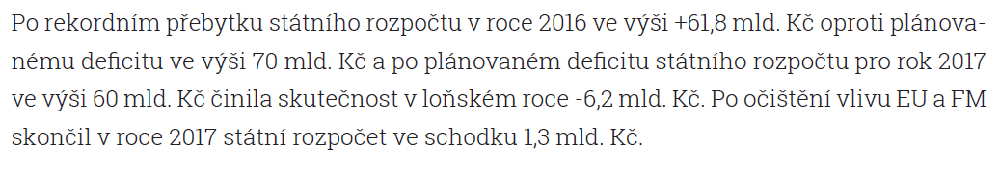 Po rekordním přebytku státního rozpočtu v roce 2016 ve výši +61,8 mld. Kč oproti plánova-
nému deficitu ve výši 70 mld. Kč a po plánovaném deficitu státního rozpočtu pro rok 2017
ve výši 60 mld. Kč činila skutečnost v loňském roce -6,2 mld. Kč. Po očištění vlivu EU a FM
skončil v roce 2017 státní rozpočet ve schodku 1,3 mld. Kč.